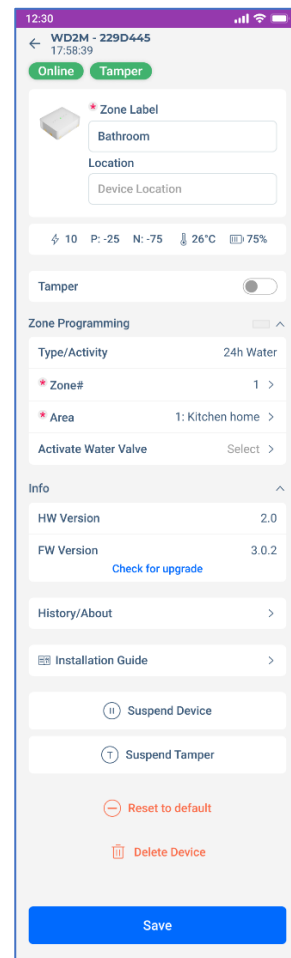 12:30
WD2M - 229D445
17:58:39
Online Tamper
* Zone Label
Bathroom
Location
Device Location
10 P: -25 N: -75 26°C 75%
Tamper
Zone Programming
Type/Activity 24h Water
* Zone# 1 >
* Area 1: Kitchen home >
Activate Water Valve Select >
Info
HW Version 2.0
FW Version 3.0.2
Check for upgrade
History/About >
Installation Guide >
Suspend Device
T Suspend Tamper
Reset to default
Delete Device
Save